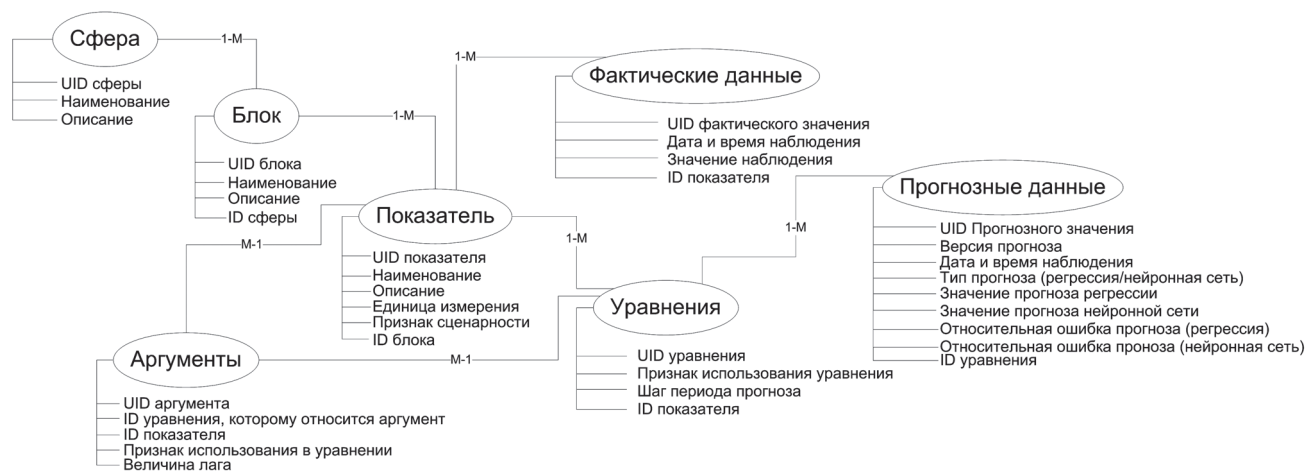 Сфера
1-М
UID сферы
Наименование
Описание
Блок
1-М
UID блока
Наименование
Описание
ID сферы
1-М
Фактические данные
UID фактического значения
Дата и время наблюдения
Значение наблюдения
ID показателя
Показатель
М-1
1-М
UID показателя
Наименование
Описание
Единица измерения
Признак сценарности
ID блока
1-М
Прогнозные данные
UID Прогнозного значения
Версия прогноза
Дата и время наблюдения
Тип прогноза (регрессия/нейронная сеть)
Значение прогноза регрессии
Значение прогноза нейронной сети
Относительная ошибка прогноза (регрессия)
Относительная ошибка проноза (нейронная сеть)
ID уравнения
Уравнения
UID уравнения
Признак использования уравнения
Шаг периода прогноза
ID показателя
Аргументы
М-1
UID аргумента
ID уравнения, которому относится аргумент
ID показателя
Признак использования в уравнении
Величина лага